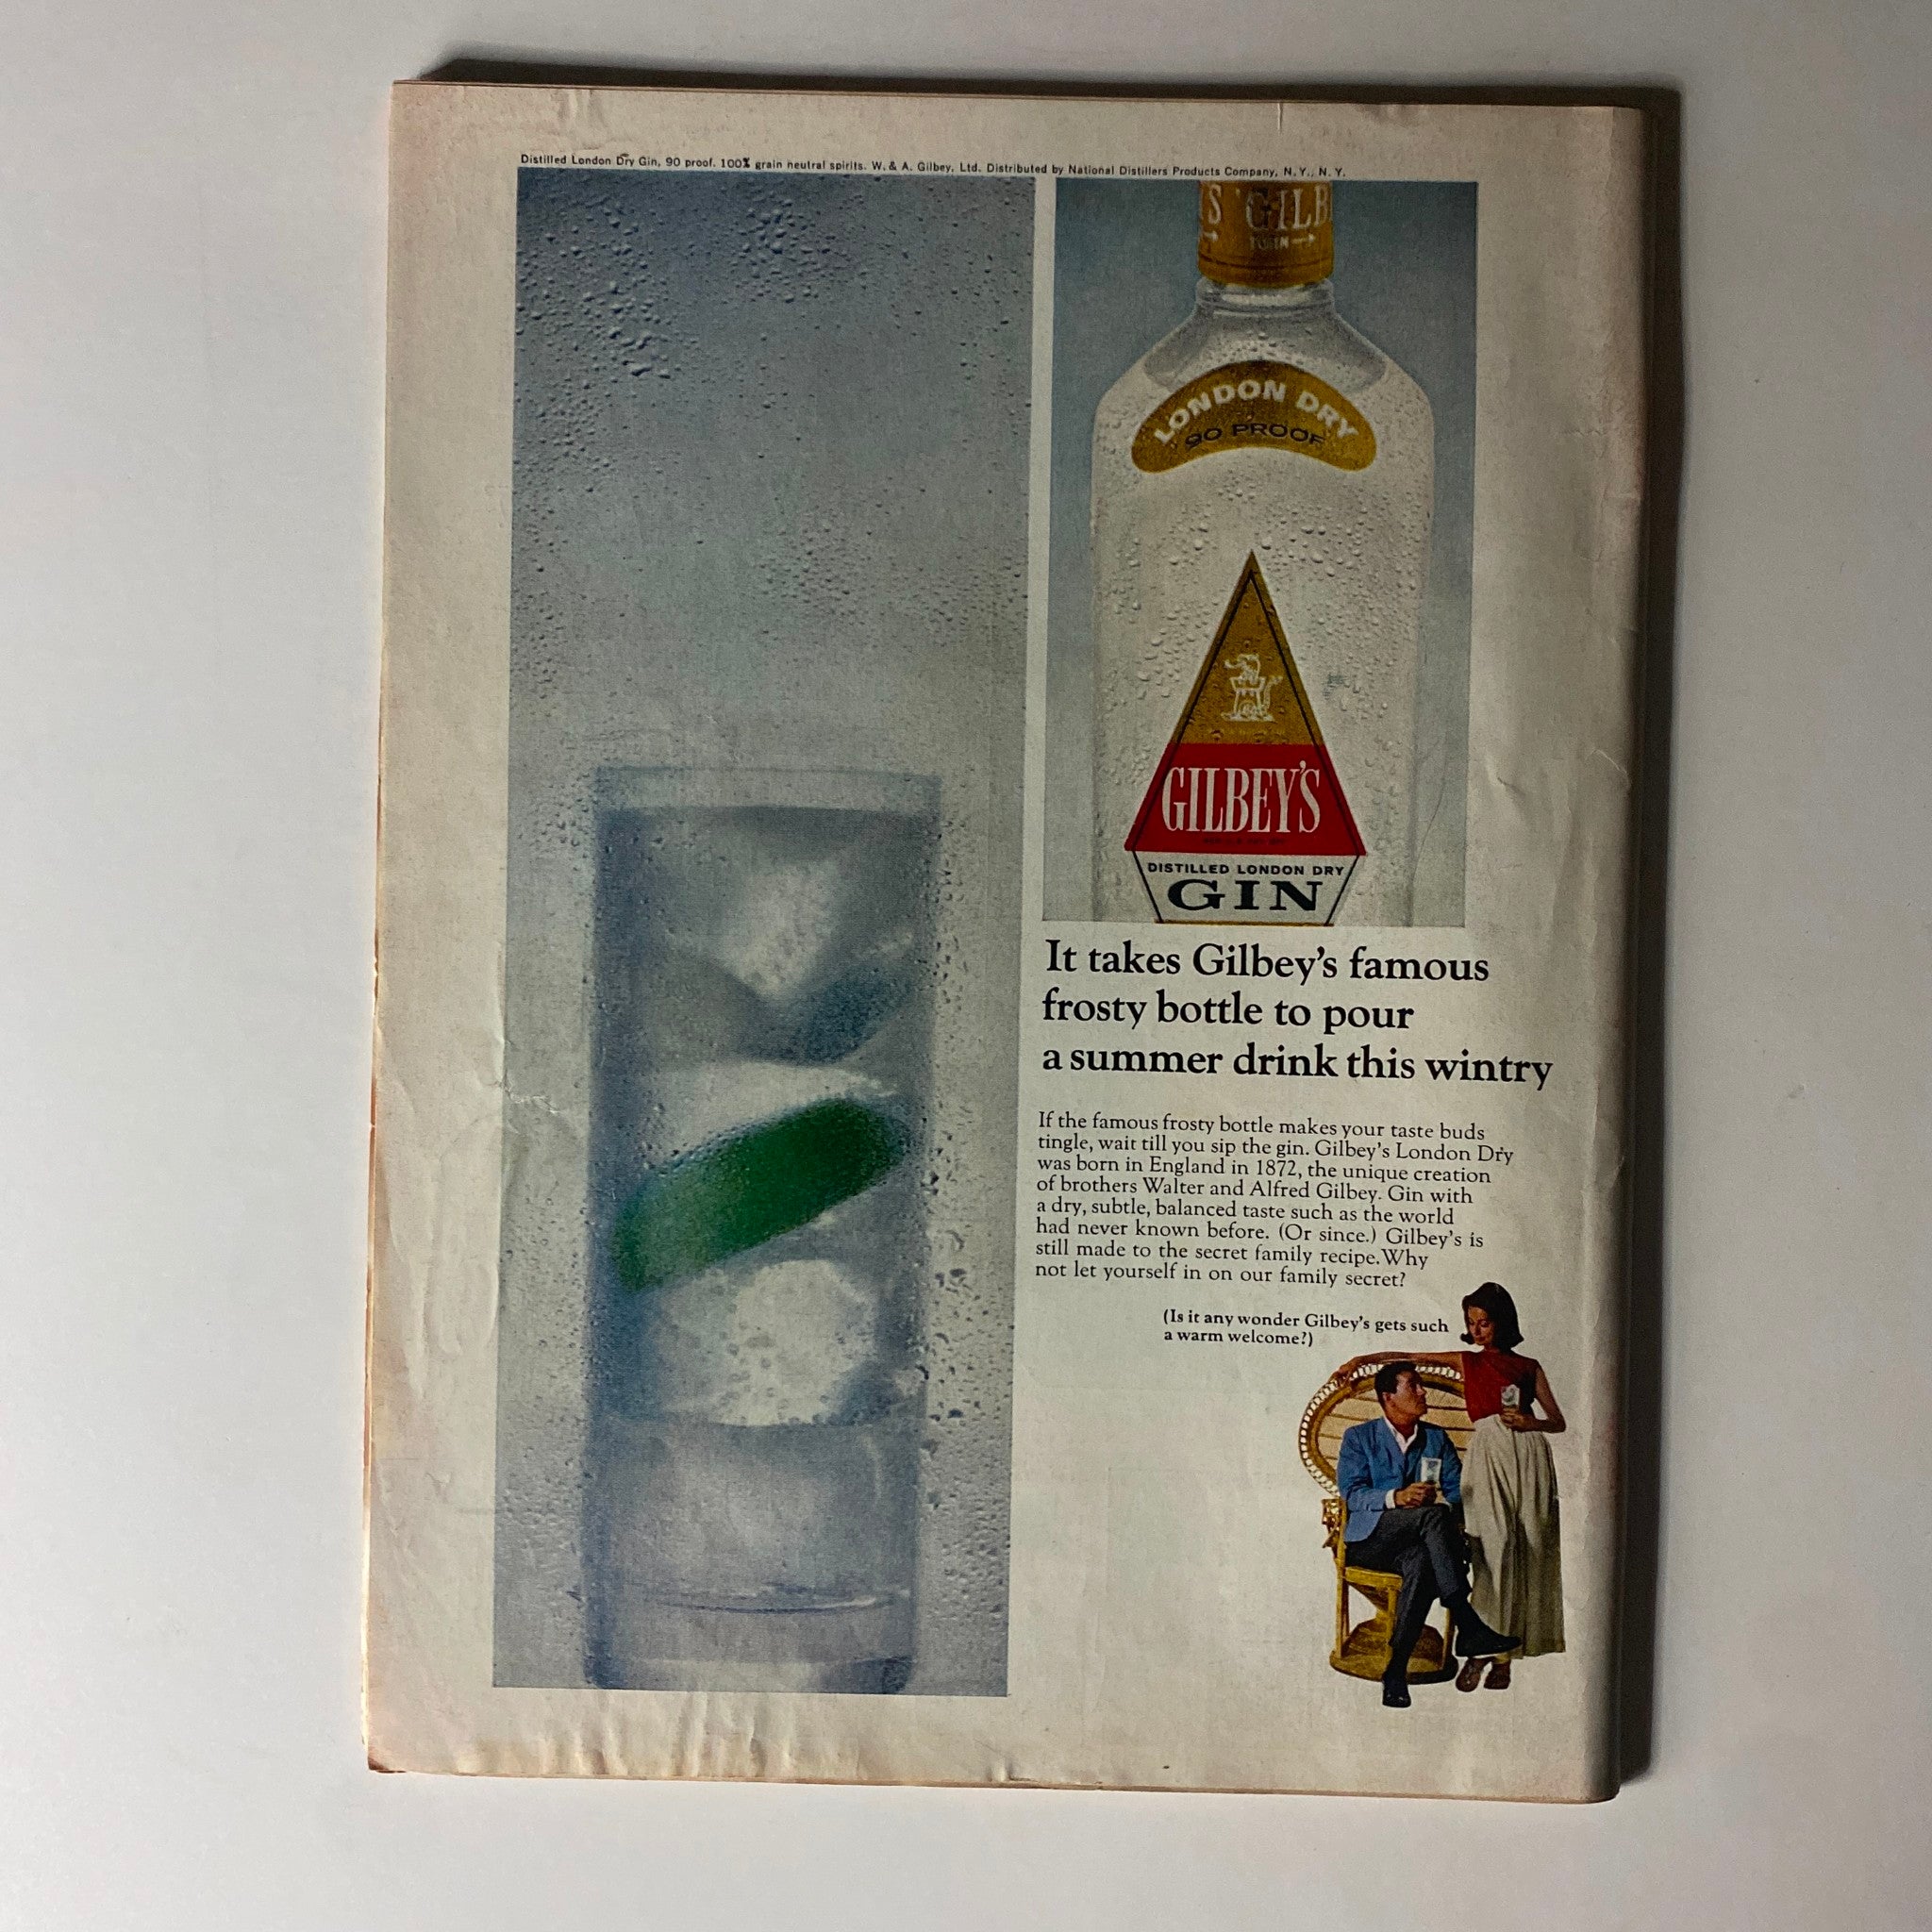 Distilled London Dry Gin, 90 proof. 100% grain neutral spirits. W. & A. Gilbey, Ltd. Distributed by National Distillers Products Company, N. Y., N. Y.
S GILB
TURN
LONDON DRY
90 PROOF
GILBEY'S
DISTILLED LONDON DRY
GIN
It takes Gilbey's famous
frosty bottle to pour
a summer drink this wintry
If the famous frosty bottle makes your taste buds
tingle, wait till you sip the gin. Gilbey's London Dry
was born in England in 1872, the unique creation
of brothers Walter and Alfred Gilbey. Gin with
a dry, subtle, balanced taste such as the world
had never known before. (Or since.) Gilbey's is
still made to the secret family recipe. Why
not let yourself in on our family secret?
(Is it any wonder Gilbey's gets such
a warm welcome?)